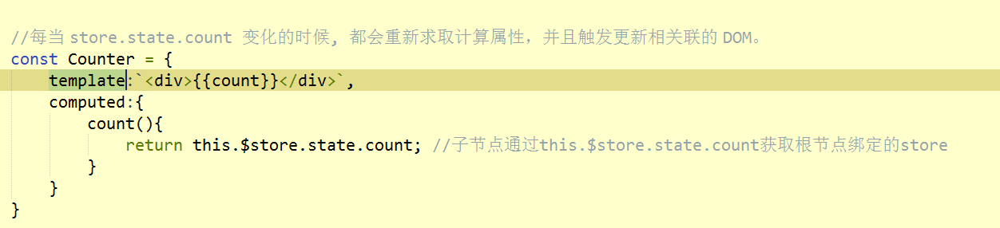 //每当 store.state.count 变化的时候, 都会重新求取计算属性，并且触发更新相关联的 DOM。
const Counter = {
    template:`<div>{{count}}</div>`,
    computed:{
        count(){
            return this.$store.state.count; //子节点通过this.$store.state.count获取根节点绑定的store
        }
    }
}